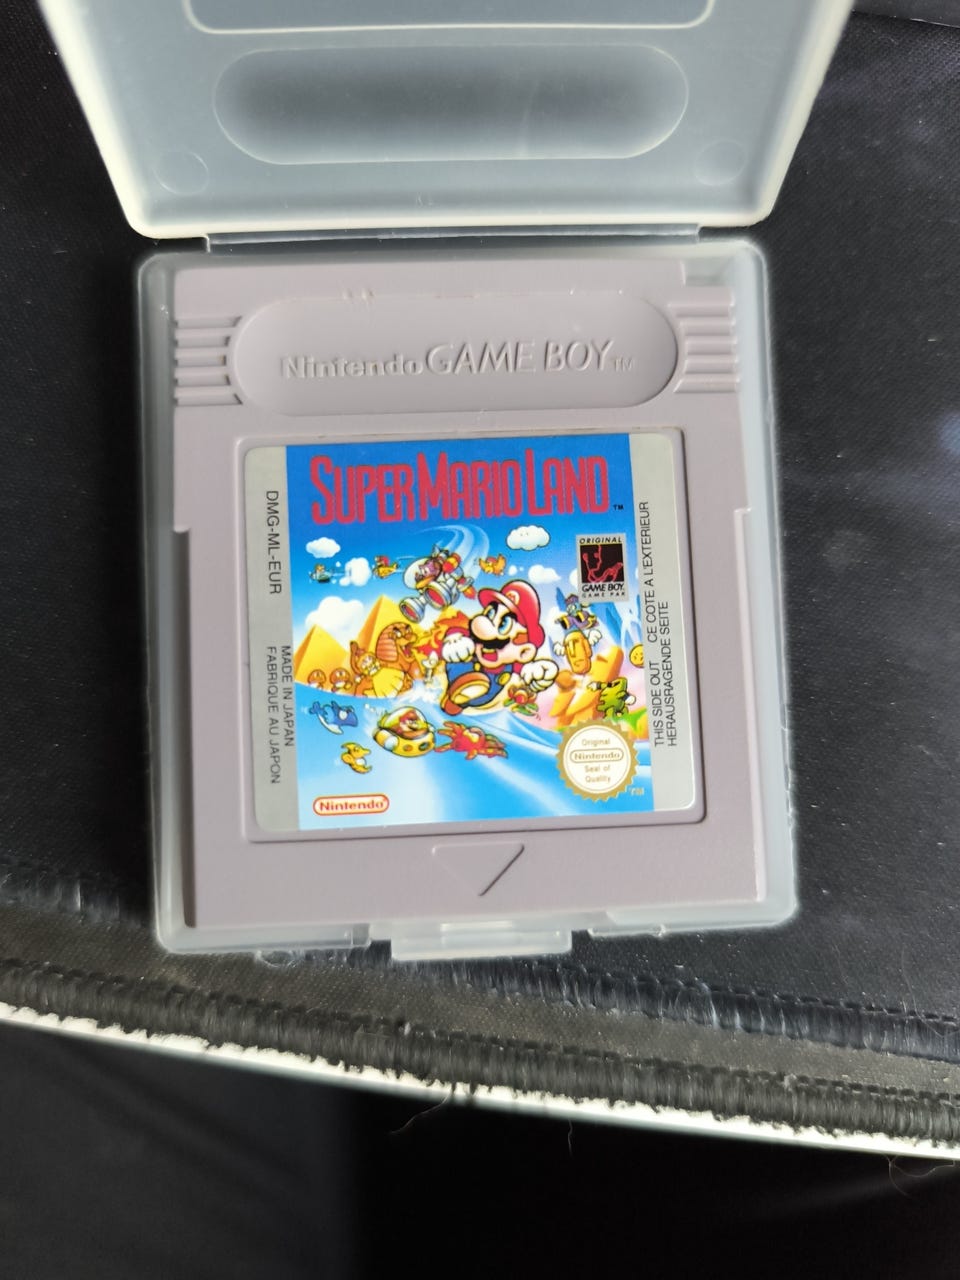 Nintendo GAME BOY TM
SUPER MARIO LAND TM
DMG-ML-EUR
MADE IN JAPAN
FABRIQUE AU JAPON
ORIGINAL
GAME BOY
GAME PAK
THIS SIDE OUT CE COTE A L'EXTERIEUR
HERAUSRAGENDE SEITE
Original
Nintendo
Seal of
Quality
TM
Nintendo